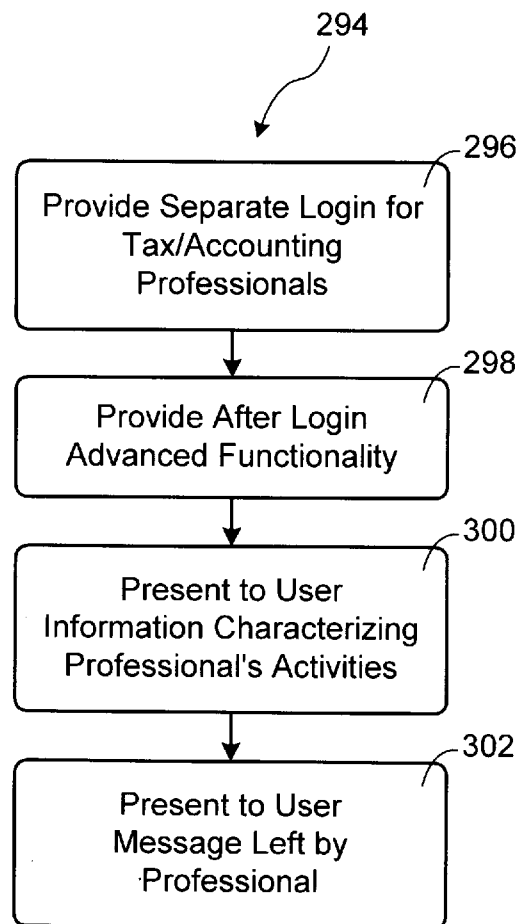 294
296
Provide Separate Login for
Tax/Accounting
Professionals
298
Provide After Login
Advanced Functionality
300
Present to User
Information Characterizing
Professional's Activities
302
Present to User
Message Left by
Professional